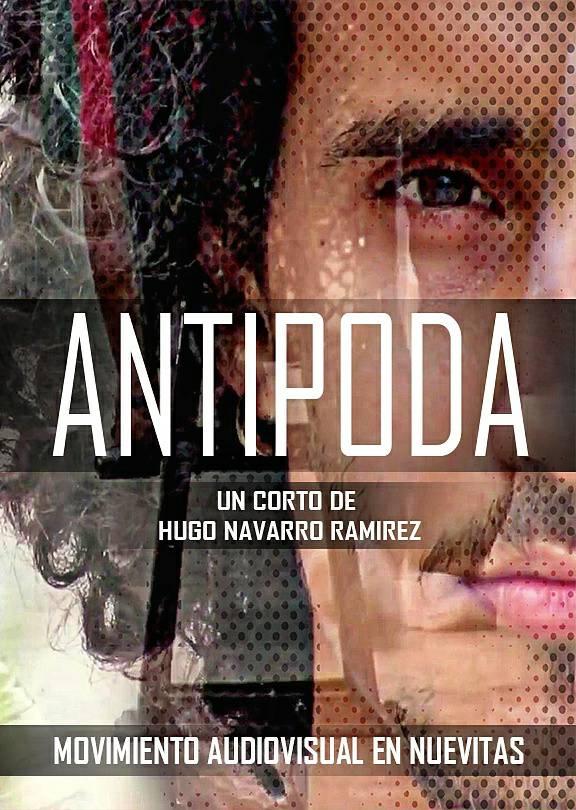 ANTIPODA
UN CORTO DE
HUGO NAVARRO RAMIREZ
MOVIMIENTO AUDIOVISUAL EN NUEVITAS